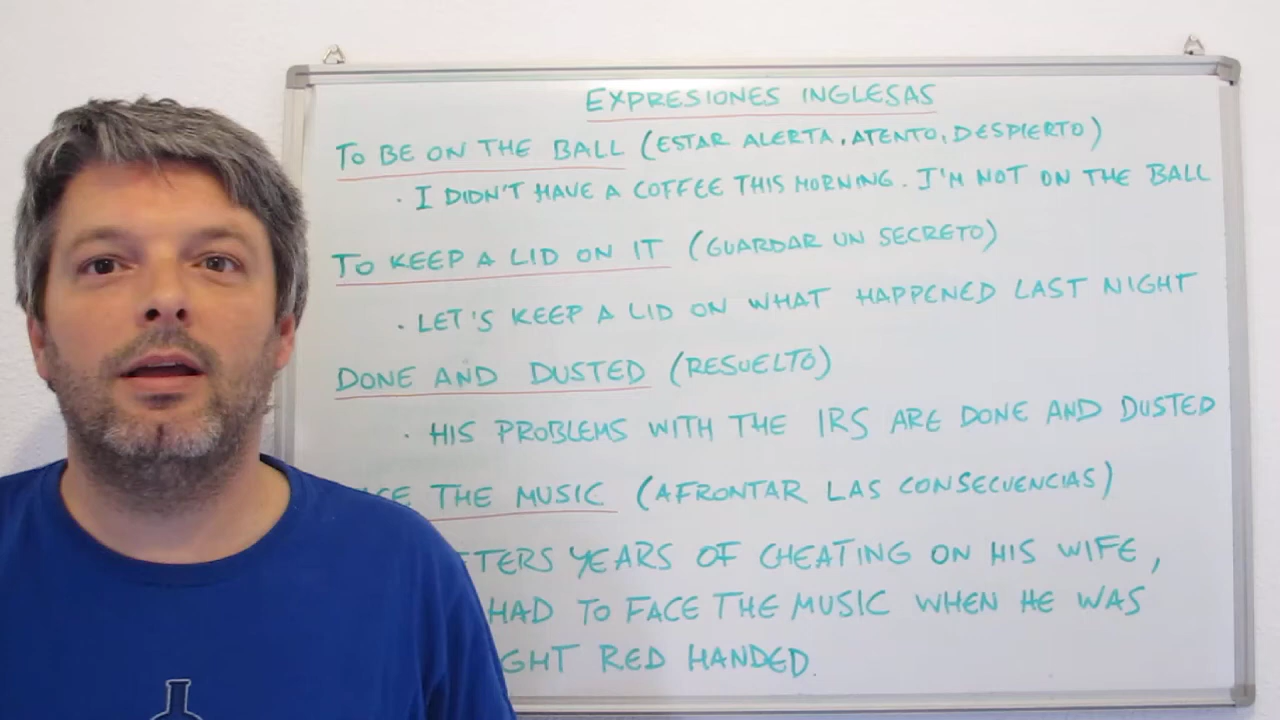 EXPRESIONES INGLESAS
TO BE ON THE BALL (ESTAR ALERTA, ATENTO, DESPIERTO)
· I DIDN'T HAVE A COFFEE THIS MORNING. I'M NOT ON THE BALL
TO KEEP A LID ON IT (GUARDAR UN SECRETO)
· LET'S KEEP A LID ON WHAT HAPPENED LAST NIGHT
DONE AND DUSTED (RESUELTO)
· HIS PROBLEMS WITH THE IRS ARE DONE AND DUSTED
THE MUSIC (AFRONTAR LAS CONSECUENCIAS)
TERS YEARS OF CHEATING ON HIS WIFE,
HAD TO FACE THE MUSIC WHEN HE WAS
GHT RED HANDED.